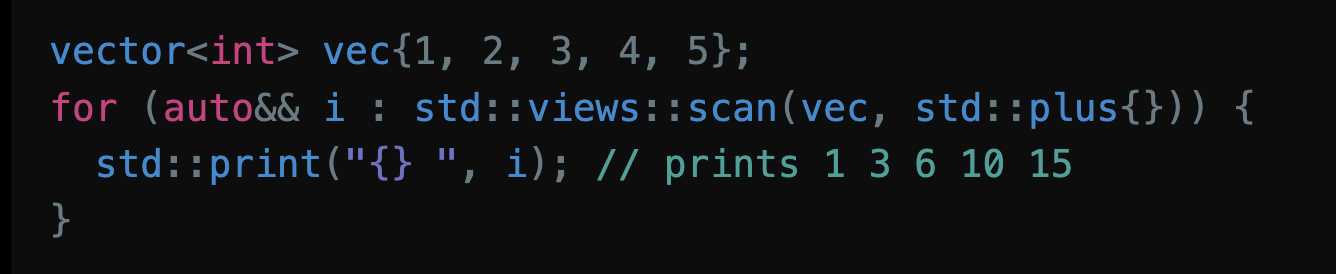 vector<int> vec{1, 2, 3, 4, 5};
for (auto&& i : std::views::scan(vec, std::plus{})) {
  std::print("{} ", i); // prints 1 3 6 10 15
}